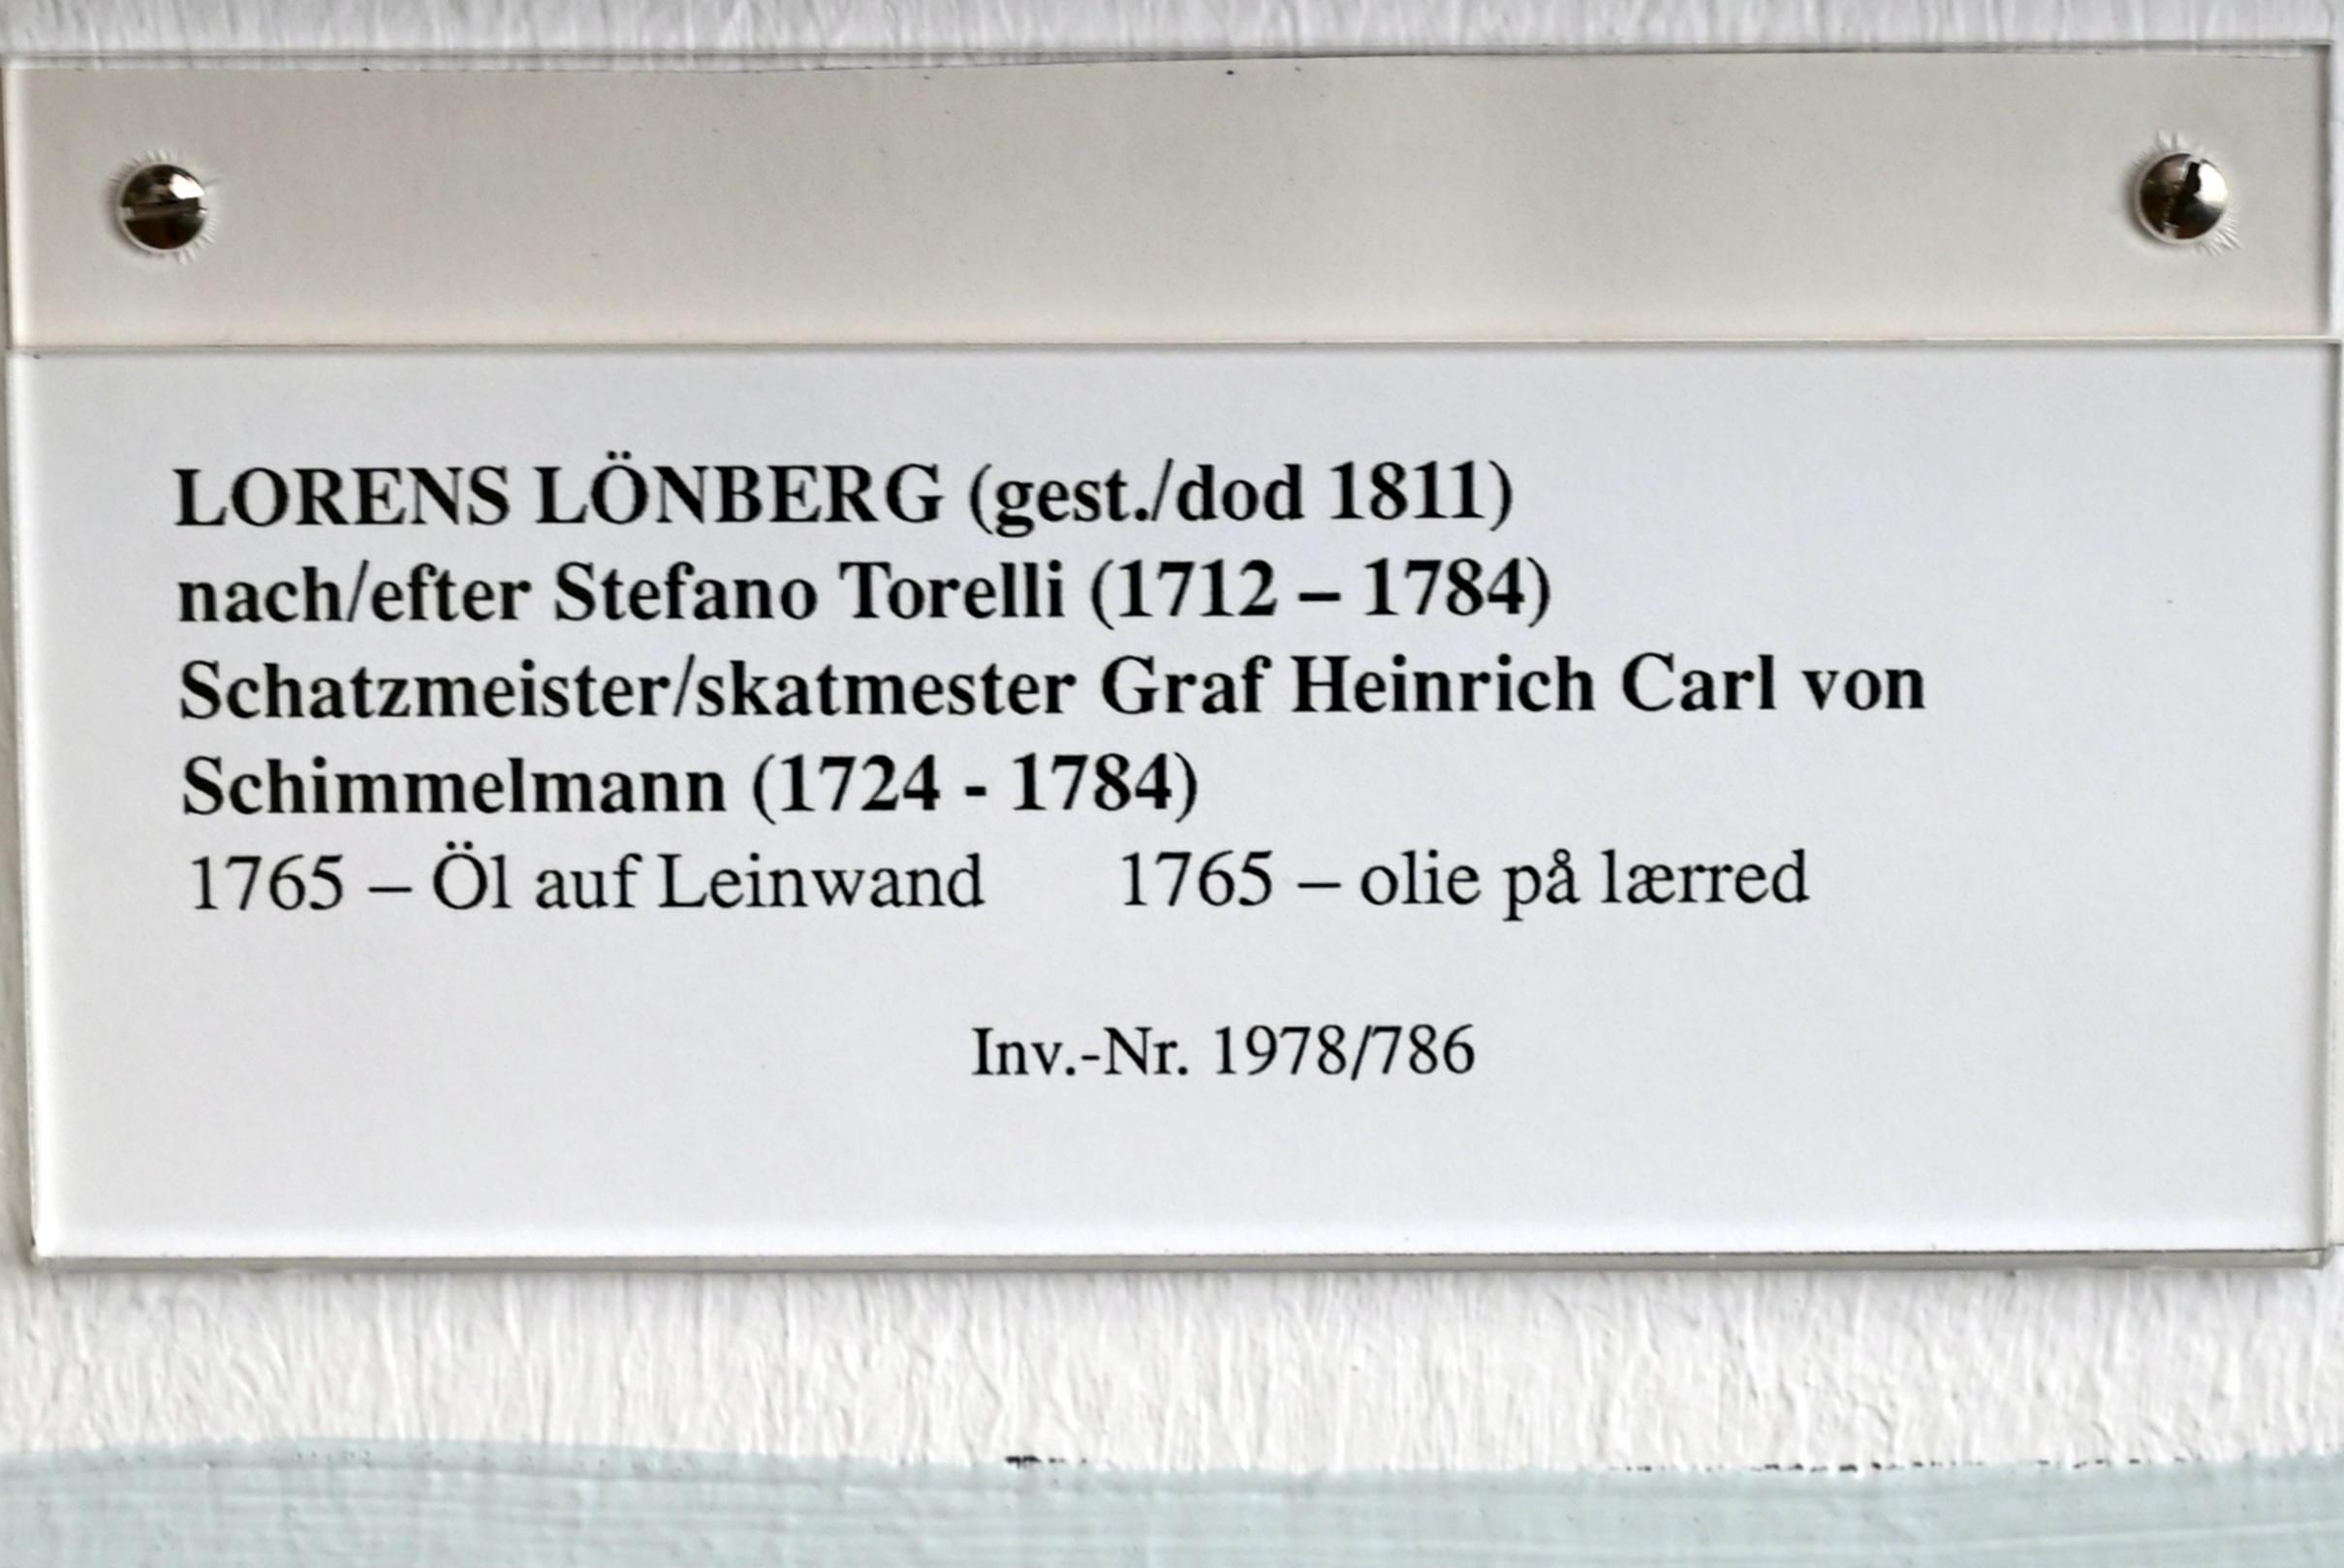 LORENS LÖNBERG (gest./dod 1811)
nach/efter Stefano Torelli (1712 – 1784)
Schatzmeister/skatmester Graf Heinrich Carl von
Schimmelmann (1724 - 1784)
1765 – Öl auf Leinwand 1765 – olie på lærred
Inv.-Nr. 1978/786